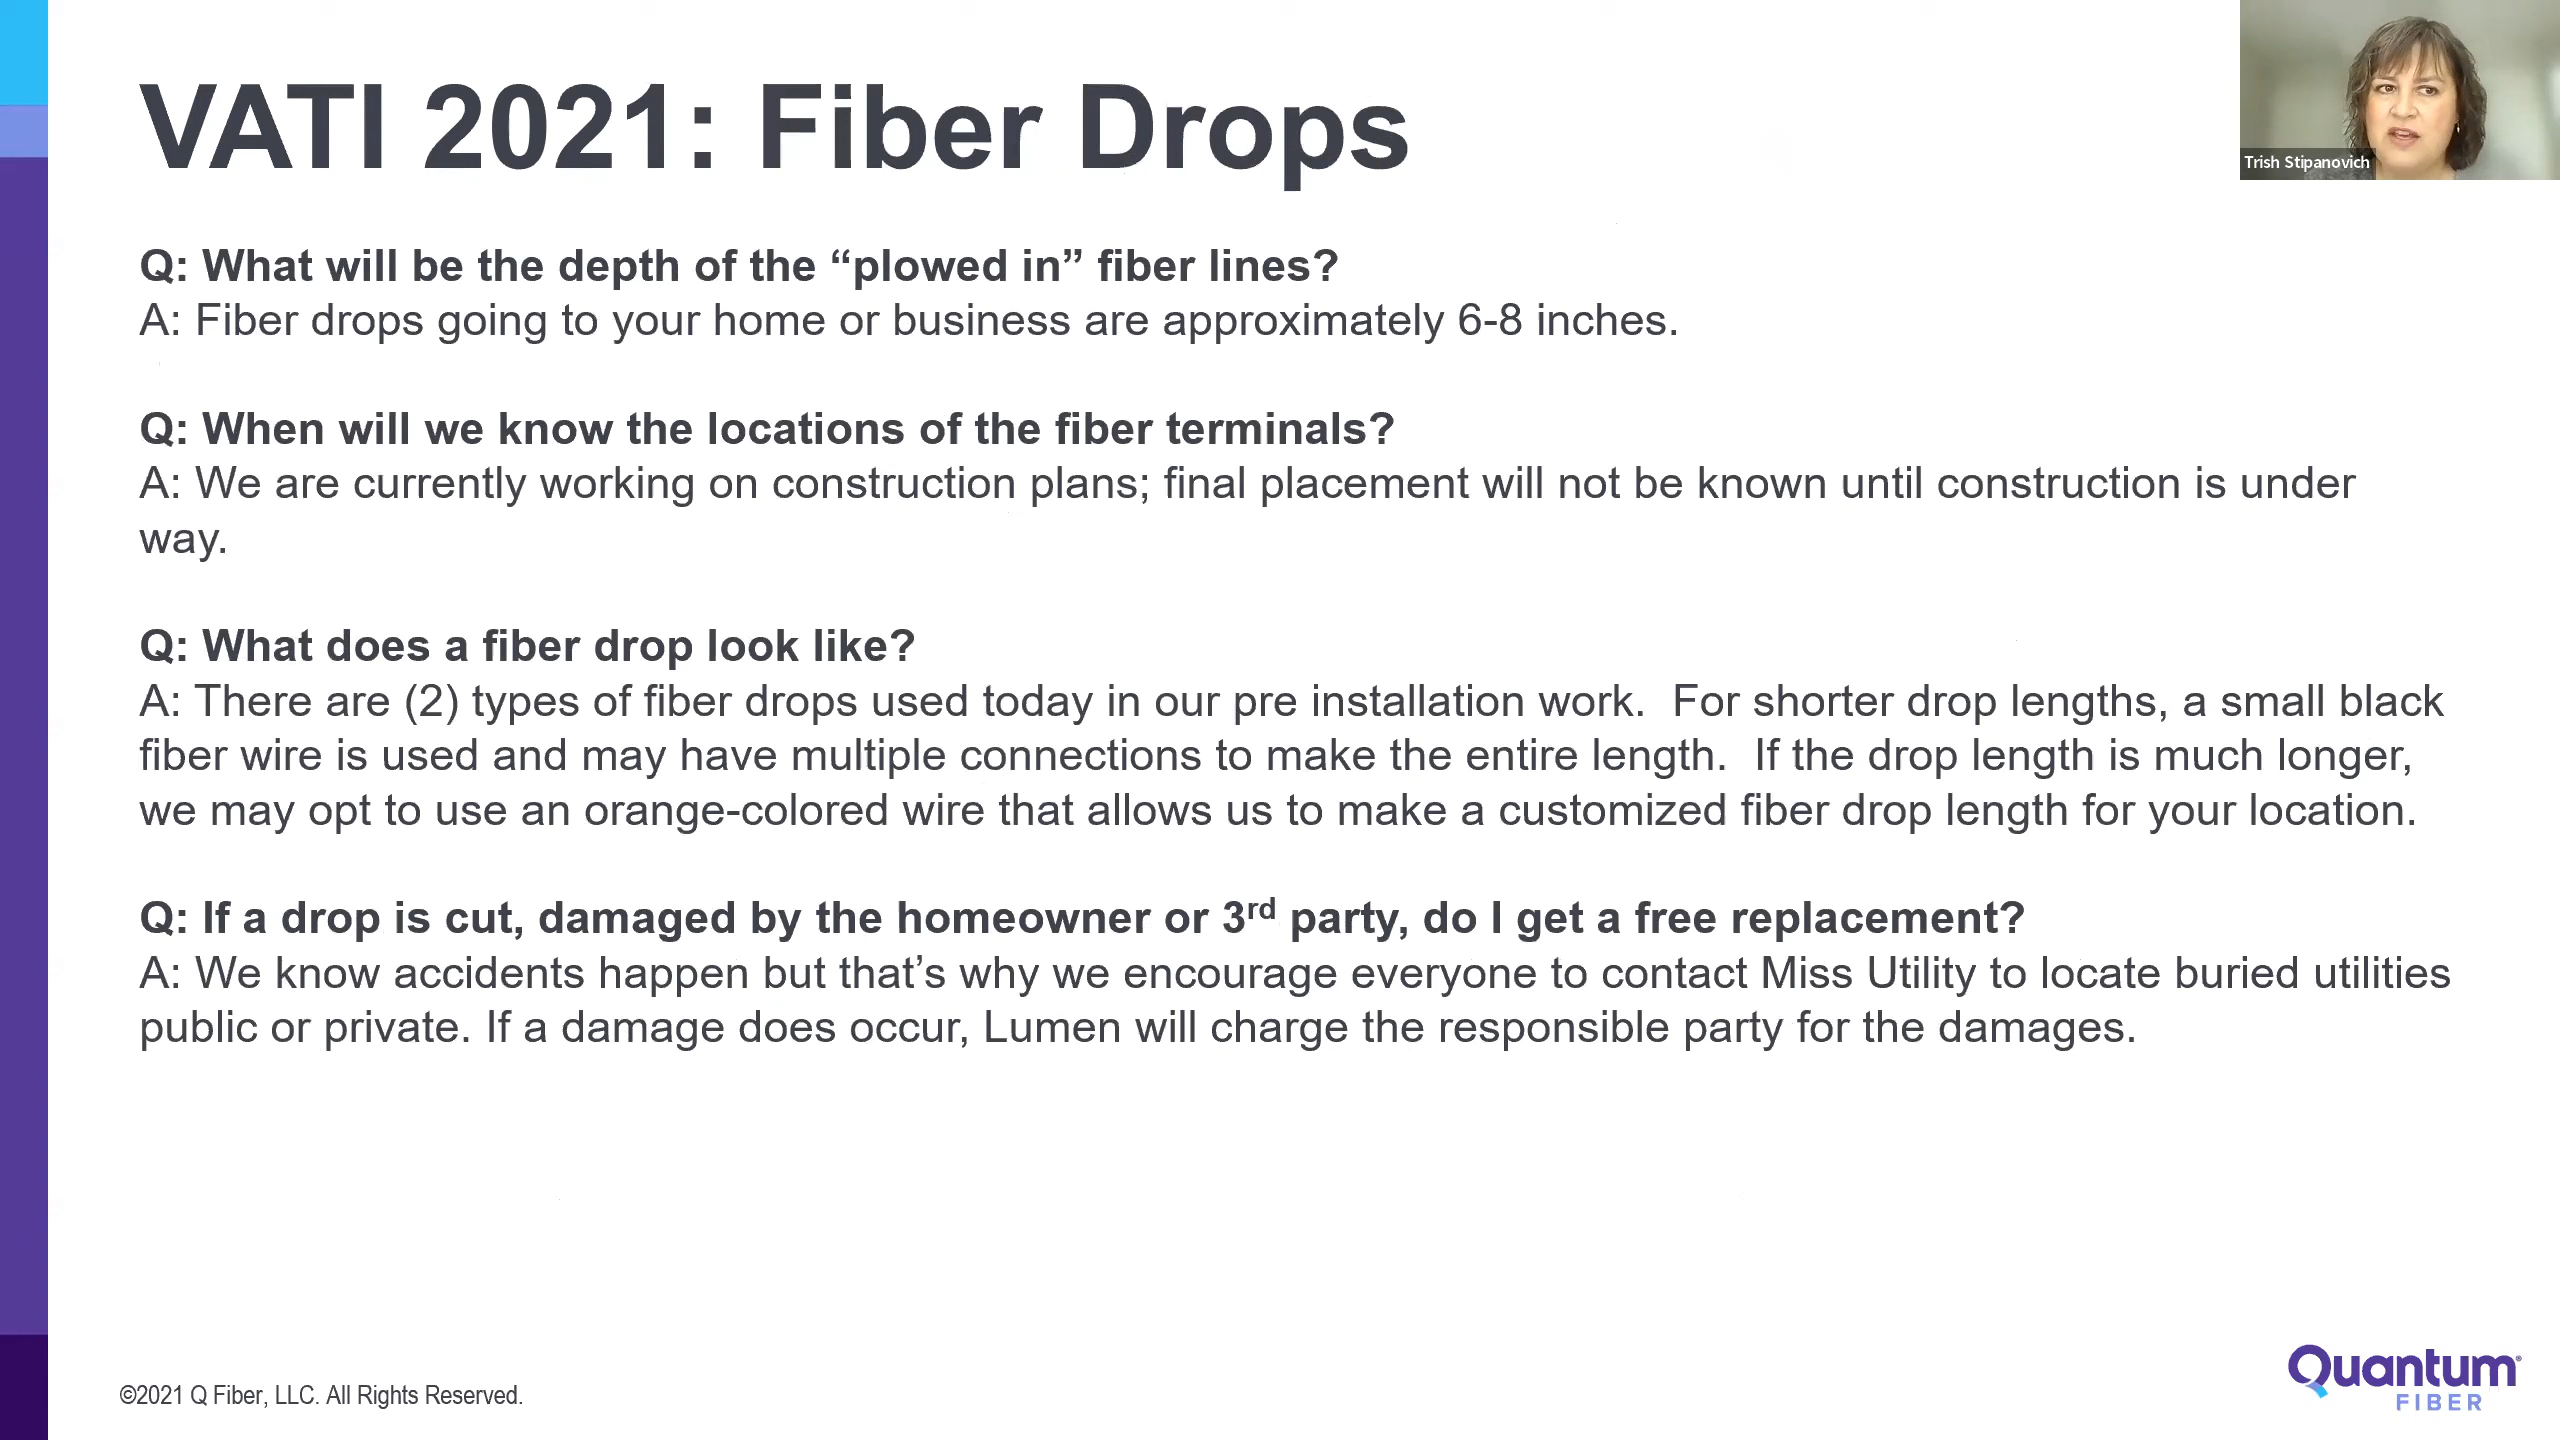 VATI 2021: Fiber Drops
Trish Stipanovich
Q: What will be the depth of the “plowed in” fiber lines?
A: Fiber drops going to your home or business are approximately 6-8 inches.
Q: When will we know the locations of the fiber terminals?
A: We are currently working on construction plans; final placement will not be known until construction is under
way.
Q: What does a fiber drop look like?
A: There are (2) types of fiber drops used today in our pre installation work.  For shorter drop lengths, a small black
fiber wire is used and may have multiple connections to make the entire length.  If the drop length is much longer,
we may opt to use an orange-colored wire that allows us to make a customized fiber drop length for your location.
Q: If a drop is cut, damaged by the homeowner or 3rd party, do I get a free replacement?
A: We know accidents happen but that’s why we encourage everyone to contact Miss Utility to locate buried utilities
public or private. If a damage does occur, Lumen will charge the responsible party for the damages.
©2021 Q Fiber, LLC. All Rights Reserved.
Quantum®
FIBER